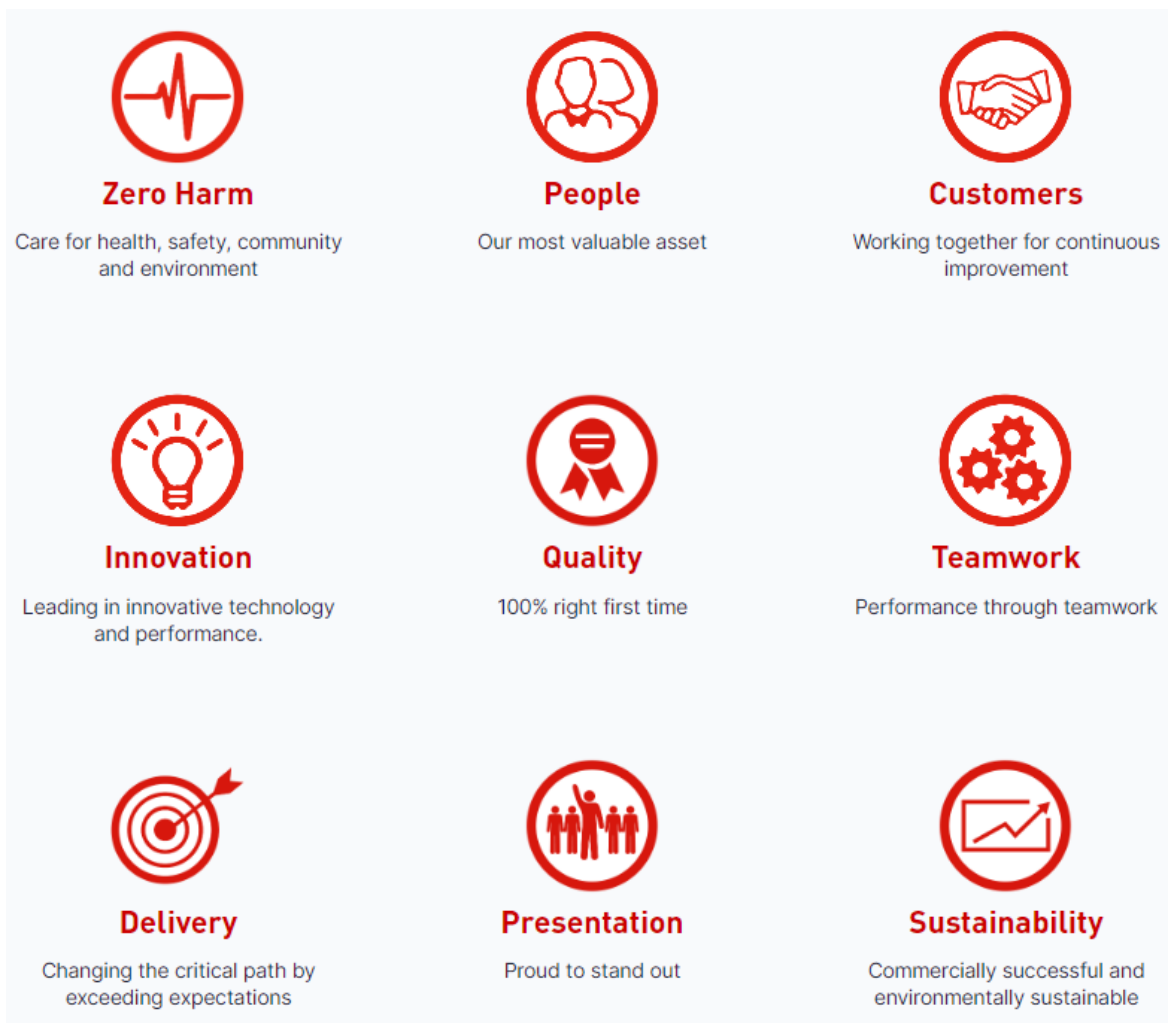 Zero Harm
Care for health, safety, community
and environment
People
Our most valuable asset
Customers
Working together for continuous
improvement
Innovation
Leading in innovative technology
and performance.
Quality
100% right first time
Teamwork
Performance through teamwork
Delivery
Changing the critical path by
exceeding expectations
Presentation
Proud to stand out
Sustainability
Commercially successful and
environmentally sustainable